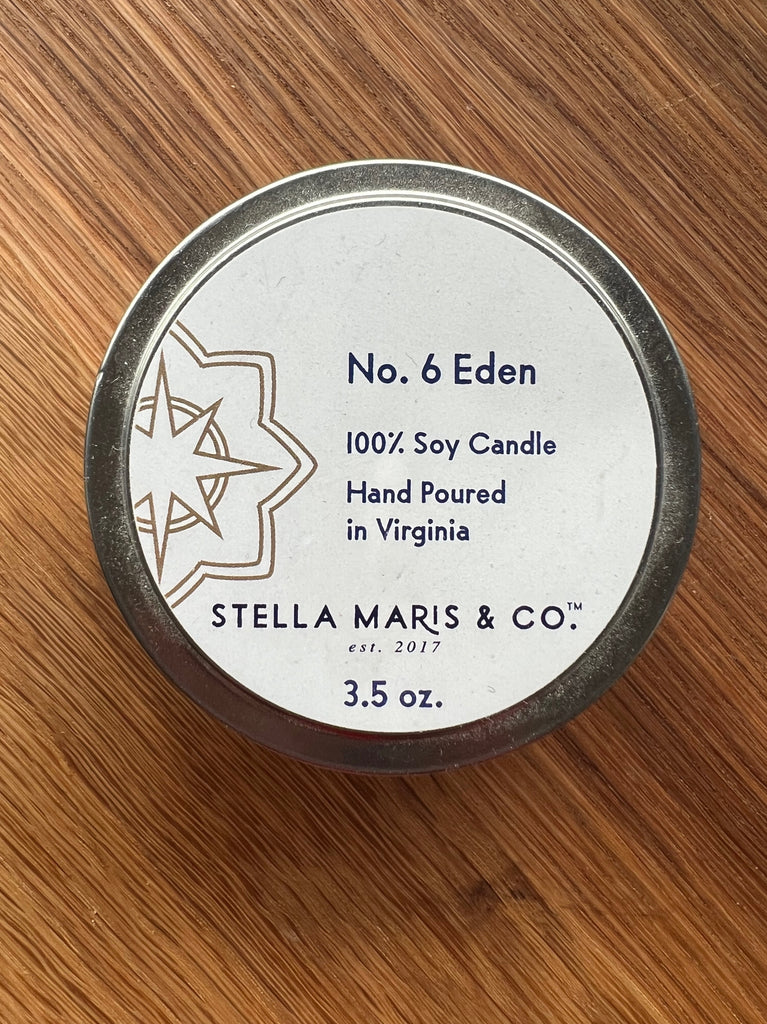 No. 6 Eden
100% Soy Candle
Hand Poured
in Virginia
STELLA MARIS & CO.™
est. 2017
3.5 oz.